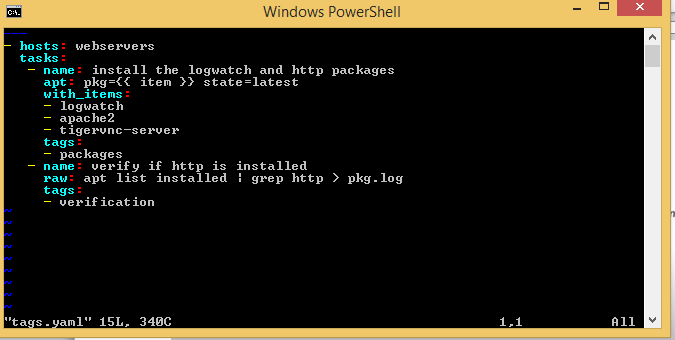 Windows PowerShell
- hosts: webservers
  tasks:
   - name: install the logwatch and http packages
     apt: pkg={{ item }} state=latest
     with_items:
     - logwatch
     - apache2
     - tigervnc-server
     tags:
     - packages
   - name: verify if http is installed
     raw: apt list installed | grep http > pkg.log
     tags:
     - verification
~
~
~
~
~
~
~
~
~
"tags.yaml" 15L, 340C 1,1 All